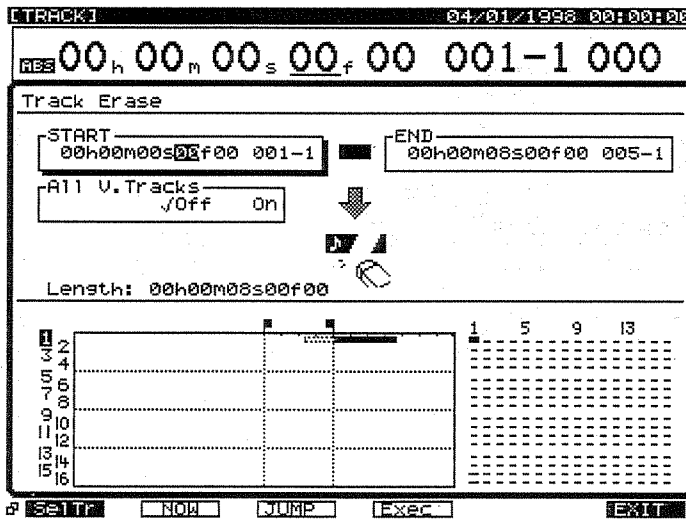 [TRACK] 04/01/1998 00:00:00
ABS 00h 00m 00s 00f 00 001-1 000
Track Erase
START END
00h00m00s00f00 001-1 00h00m08s00f00 005-1
All V.Tracks
√Off On
Length: 00h00m08s00f00
1 5 9 13
1
2
3
4
5
6
7
8
9
10
11
12
13
14
15
16
SelTr NOW JUMP Exec EXIT